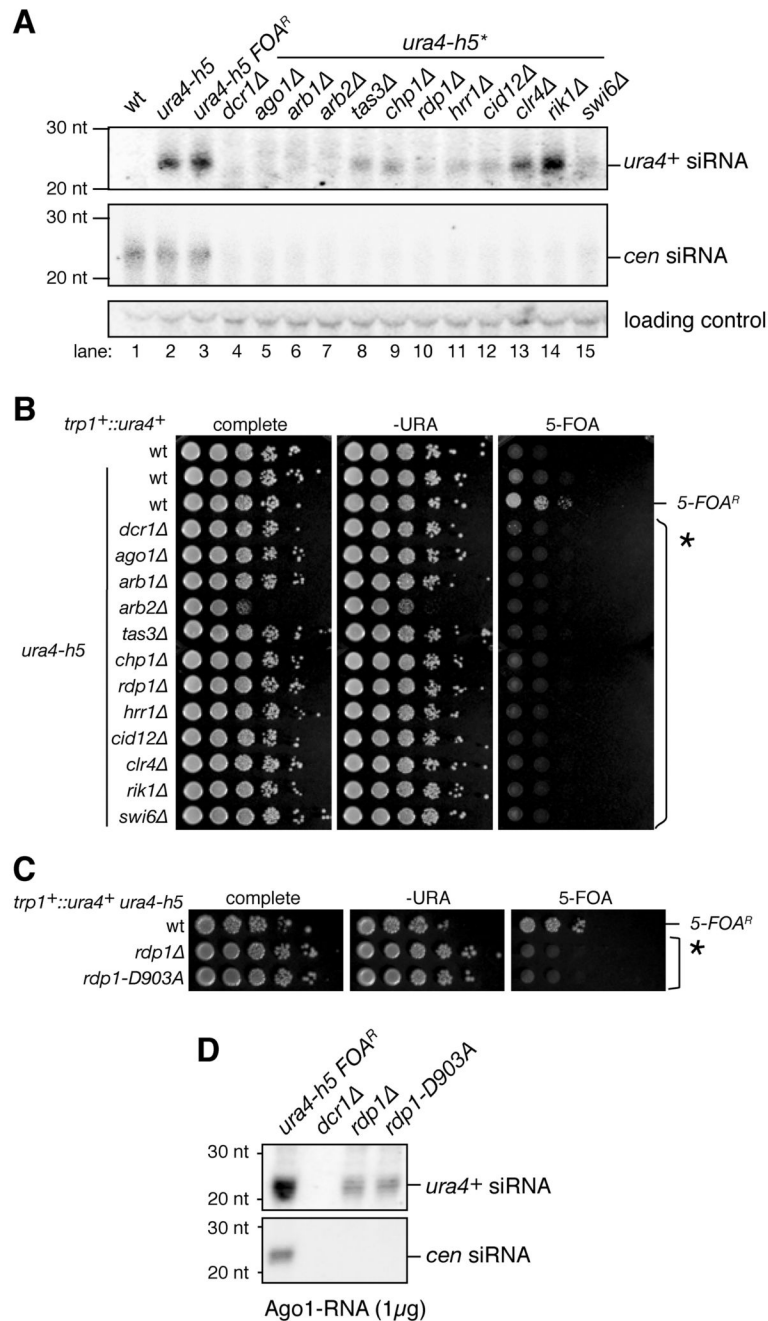 A
ura4-h5*
wt
ura4-h5
ura4-h5 FOAᴿ
dcr1Δ
ago1Δ
arb1Δ
arb2Δ
tas3Δ
chp1Δ
rdp1Δ
hrr1Δ
cid12Δ
clr4Δ
rik1Δ
swi6Δ
30 nt
20 nt
ura4⁺ siRNA
30 nt
20 nt
cen siRNA
loading control
lane: 1 2 3 4 5 6 7 8 9 10 11 12 13 14 15
B
trp1⁺::ura4⁺ complete -URA 5-FOA
wt
wt
wt 5-FOAᴿ
dcr1Δ *
ago1Δ
arb1Δ
arb2Δ
tas3Δ
ura4-h5
chp1Δ
rdp1Δ
hrr1Δ
cid12Δ
clr4Δ
rik1Δ
swi6Δ
C
trp1⁺::ura4⁺ ura4-h5 complete -URA 5-FOA
wt 5-FOAᴿ
rdp1Δ *
rdp1-D903A
D
ura4-h5 FOAᴿ
dcr1Δ
rdp1Δ
rdp1-D903A
30 nt
20 nt
ura4⁺ siRNA
30 nt
20 nt
cen siRNA
Ago1-RNA (1µg)